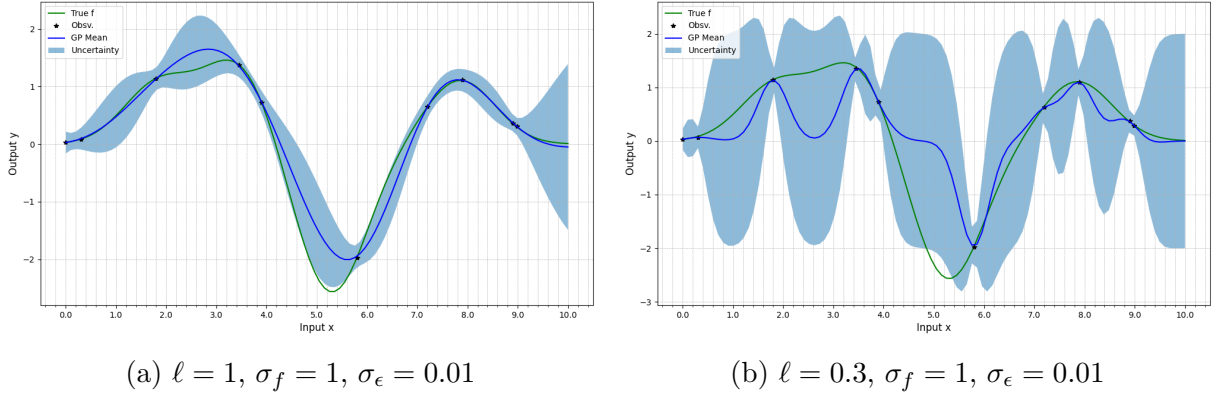 True f
Obsv.
GP Mean
Uncertainty
2
1
0
−1
−2
Output y
0.0 1.0 2.0 3.0 4.0 5.0 6.0 7.0 8.0 9.0 10.0
Input x
(a) ℓ = 1, σf = 1, σϵ = 0.01
True f
Obsv.
GP Mean
Uncertainty
2
1
0
−1
−2
−3
Output y
0.0 1.0 2.0 3.0 4.0 5.0 6.0 7.0 8.0 9.0 10.0
Input x
(b) ℓ = 0.3, σf = 1, σϵ = 0.01